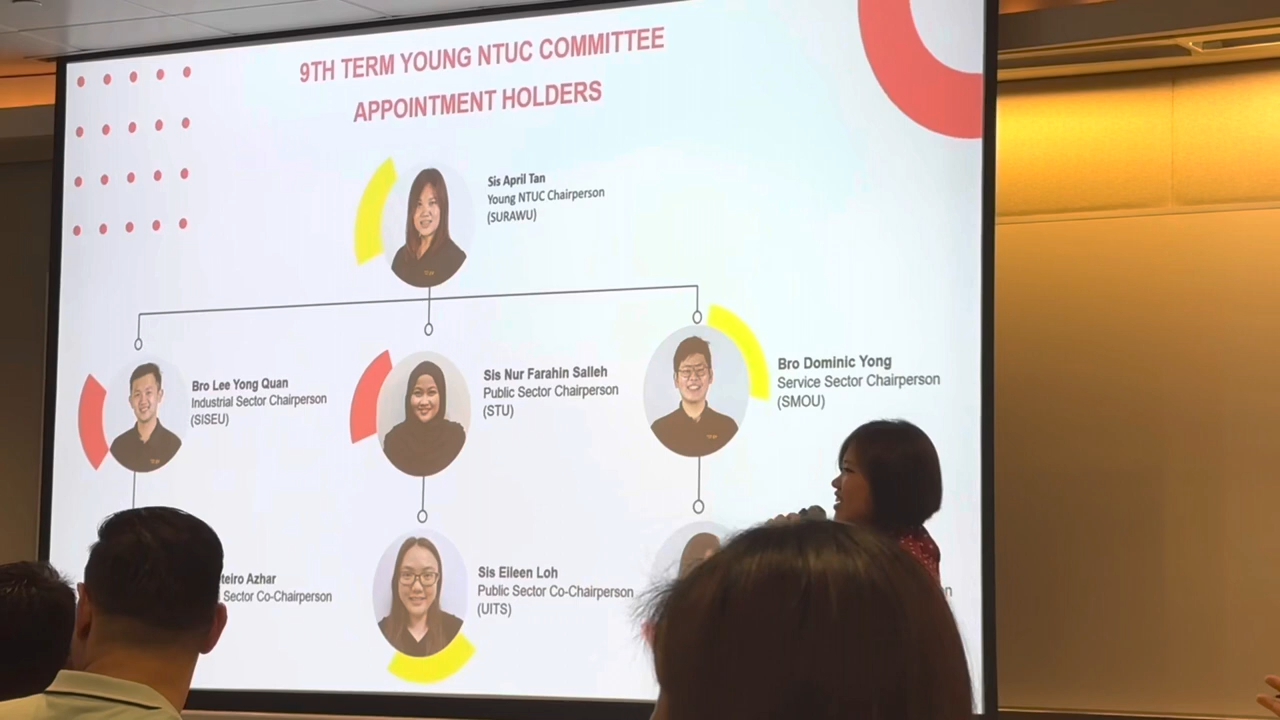 9TH TERM YOUNG NTUC COMMITTEE
APPOINTMENT HOLDERS
Sis April Tan
Young NTUC Chairperson
(SURAWU)
Bro Lee Yong Quan
Industrial Sector Chairperson
(SISEU)
Sis Nur Farahin Salleh
Public Sector Chairperson
(STU)
Bro Dominic Yong
Service Sector Chairperson
(SMOU)
Azhar
Sector Co-Chairperson
Sis Eileen Loh
Public Sector Co-Chairperson
(UITS)